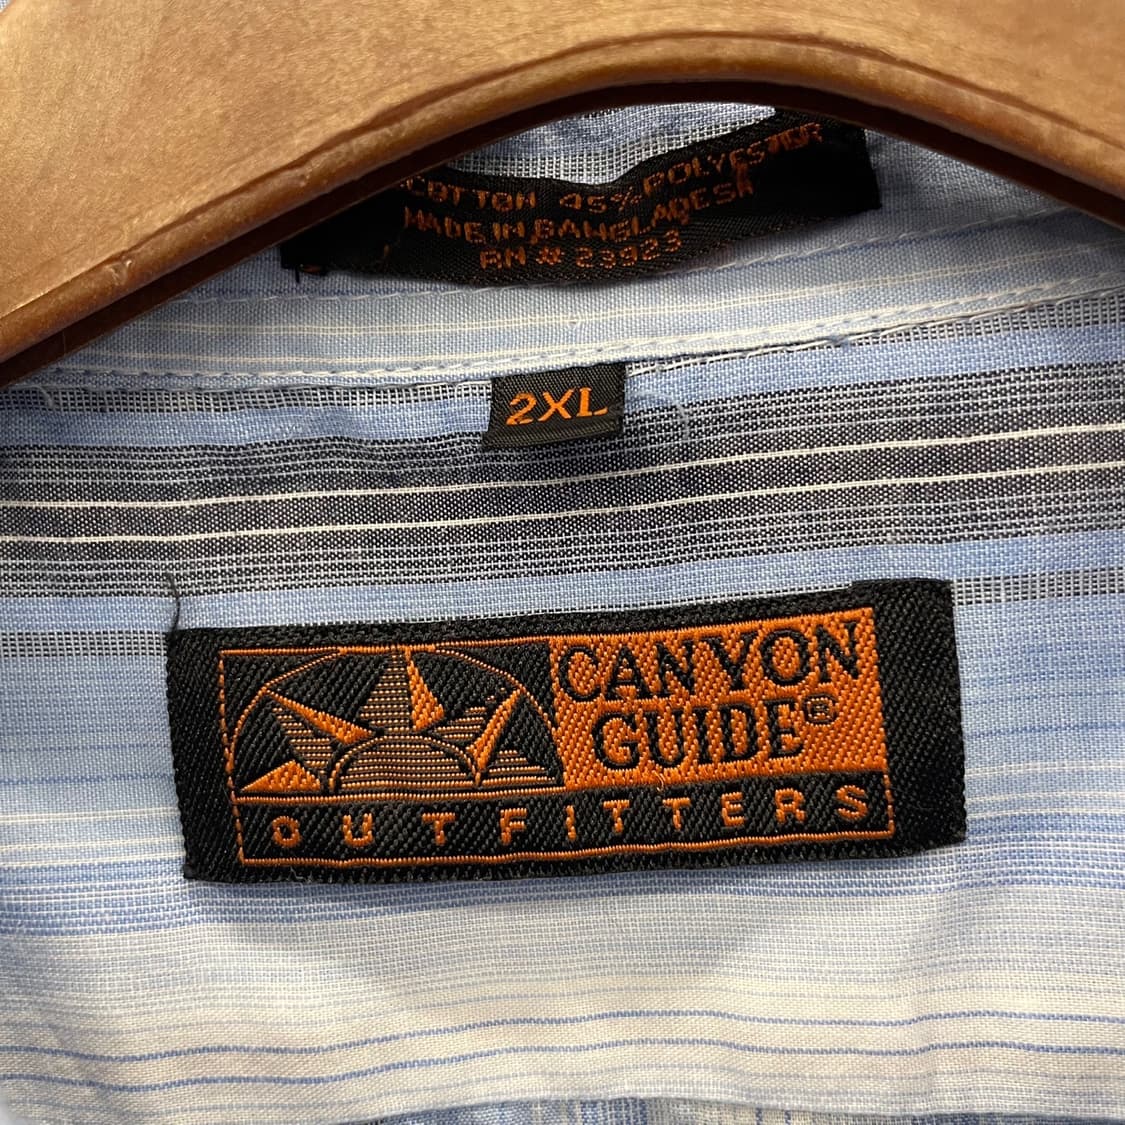 COTTON 45% POLYESTER
MADE IN BANGLADESH
RN # 23923
2XL
CANYON
GUIDE®
OUTFITTERS